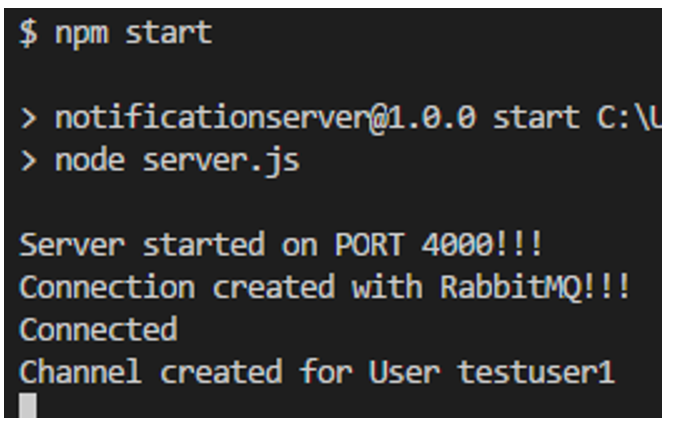 $ npm start
> notificationserver@1.0.0 start C:\U
> node server.js
Server started on PORT 4000!!!
Connection created with RabbitMQ!!!
Connected
Channel created for User testuser1